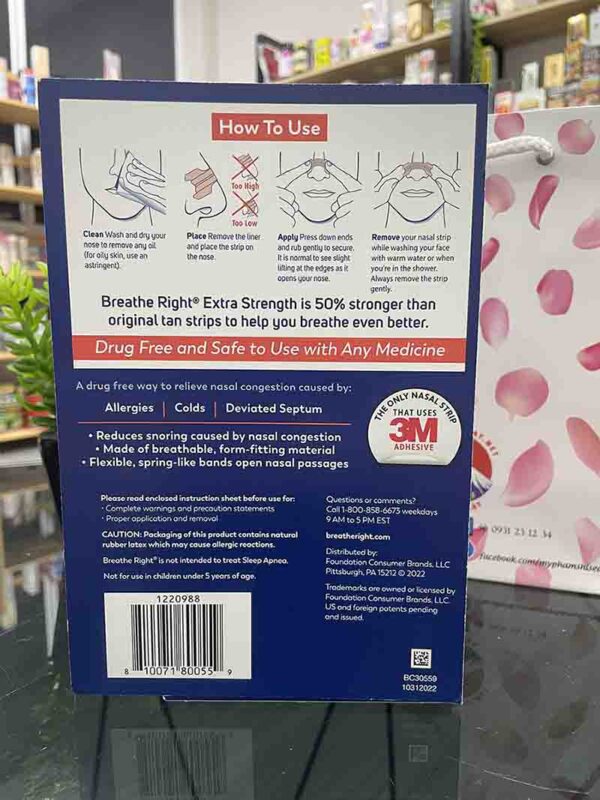 How To Use
Too High
Too Low
Clean Wash and dry your
nose to remove any oil
(for oily skin, use an
astringent).
Place Remove the liner
and place the strip on
the nose.
Apply Press down ends
and rub gently to secure.
It is normal to see slight
lifting at the edges as it
opens your nose.
Remove your nasal strip
while washing your face
with warm water or when
you're in the shower.
Always remove the strip
gently.
Breathe Right® Extra Strength is 50% stronger than
original tan strips to help you breathe even better.
Drug Free and Safe to Use with Any Medicine
A drug free way to relieve nasal congestion caused by:
Allergies | Colds | Deviated Septum
• Reduces snoring caused by nasal congestion
• Made of breathable, form-fitting material
• Flexible, spring-like bands open nasal passages
THE ONLY NASAL STRIP
THAT USES
3M
ADHESIVE
Please read enclosed instruction sheet before use for:
• Complete warnings and precaution statements
• Proper application and removal
CAUTION: Packaging of this product contains natural
rubber latex which may cause allergic reactions.
Breathe Right® is not intended to treat Sleep Apnea.
Not for use in children under 5 years of age.
Questions or comments?
Call 1-800-858-6673 weekdays
9 AM to 5 PM EST
breatheright.com
Distributed by:
Foundation Consumer Brands, LLC
Pittsburgh, PA 15212 © 2022
Trademarks are owned or licensed by
Foundation Consumer Brands, LLC.
US and foreign patents pending
and issued.
1220988
8 10071 80055 9
BC30559
10312022
0931 23 12 34